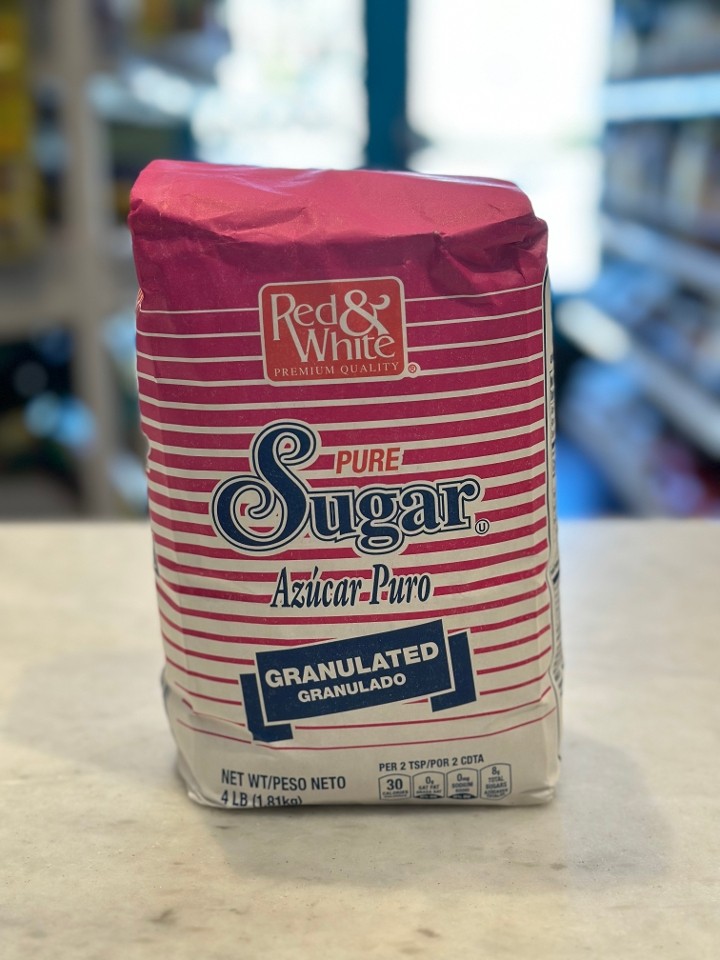 Red&
White
PREMIUM QUALITY
®
PURE
Sugar
U
Azúcar Puro
GRANULATED
GRANULADO
PER 2 TSP/POR 2 CDTA
NET WT/PESO NETO
4 LB (1.81kg)
30
CALORIES
0g
SAT FAT
0mg
SODIUM
8g
TOTAL
SUGARS